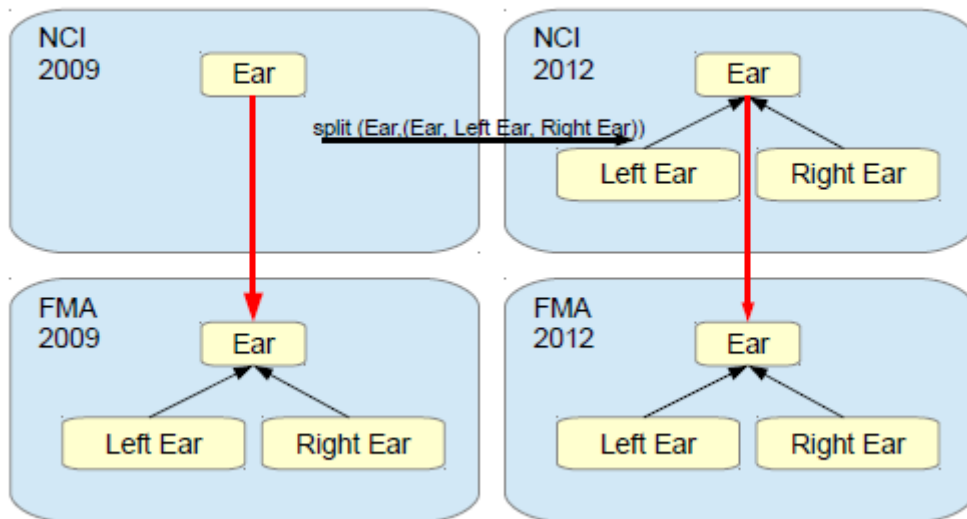 NCI
2009
Ear
NCI
2012
Ear
split (Ear,(Ear, Left Ear, Right Ear))
Left Ear
Right Ear
FMA
2009
Ear
Left Ear
Right Ear
FMA
2012
Ear
Left Ear
Right Ear